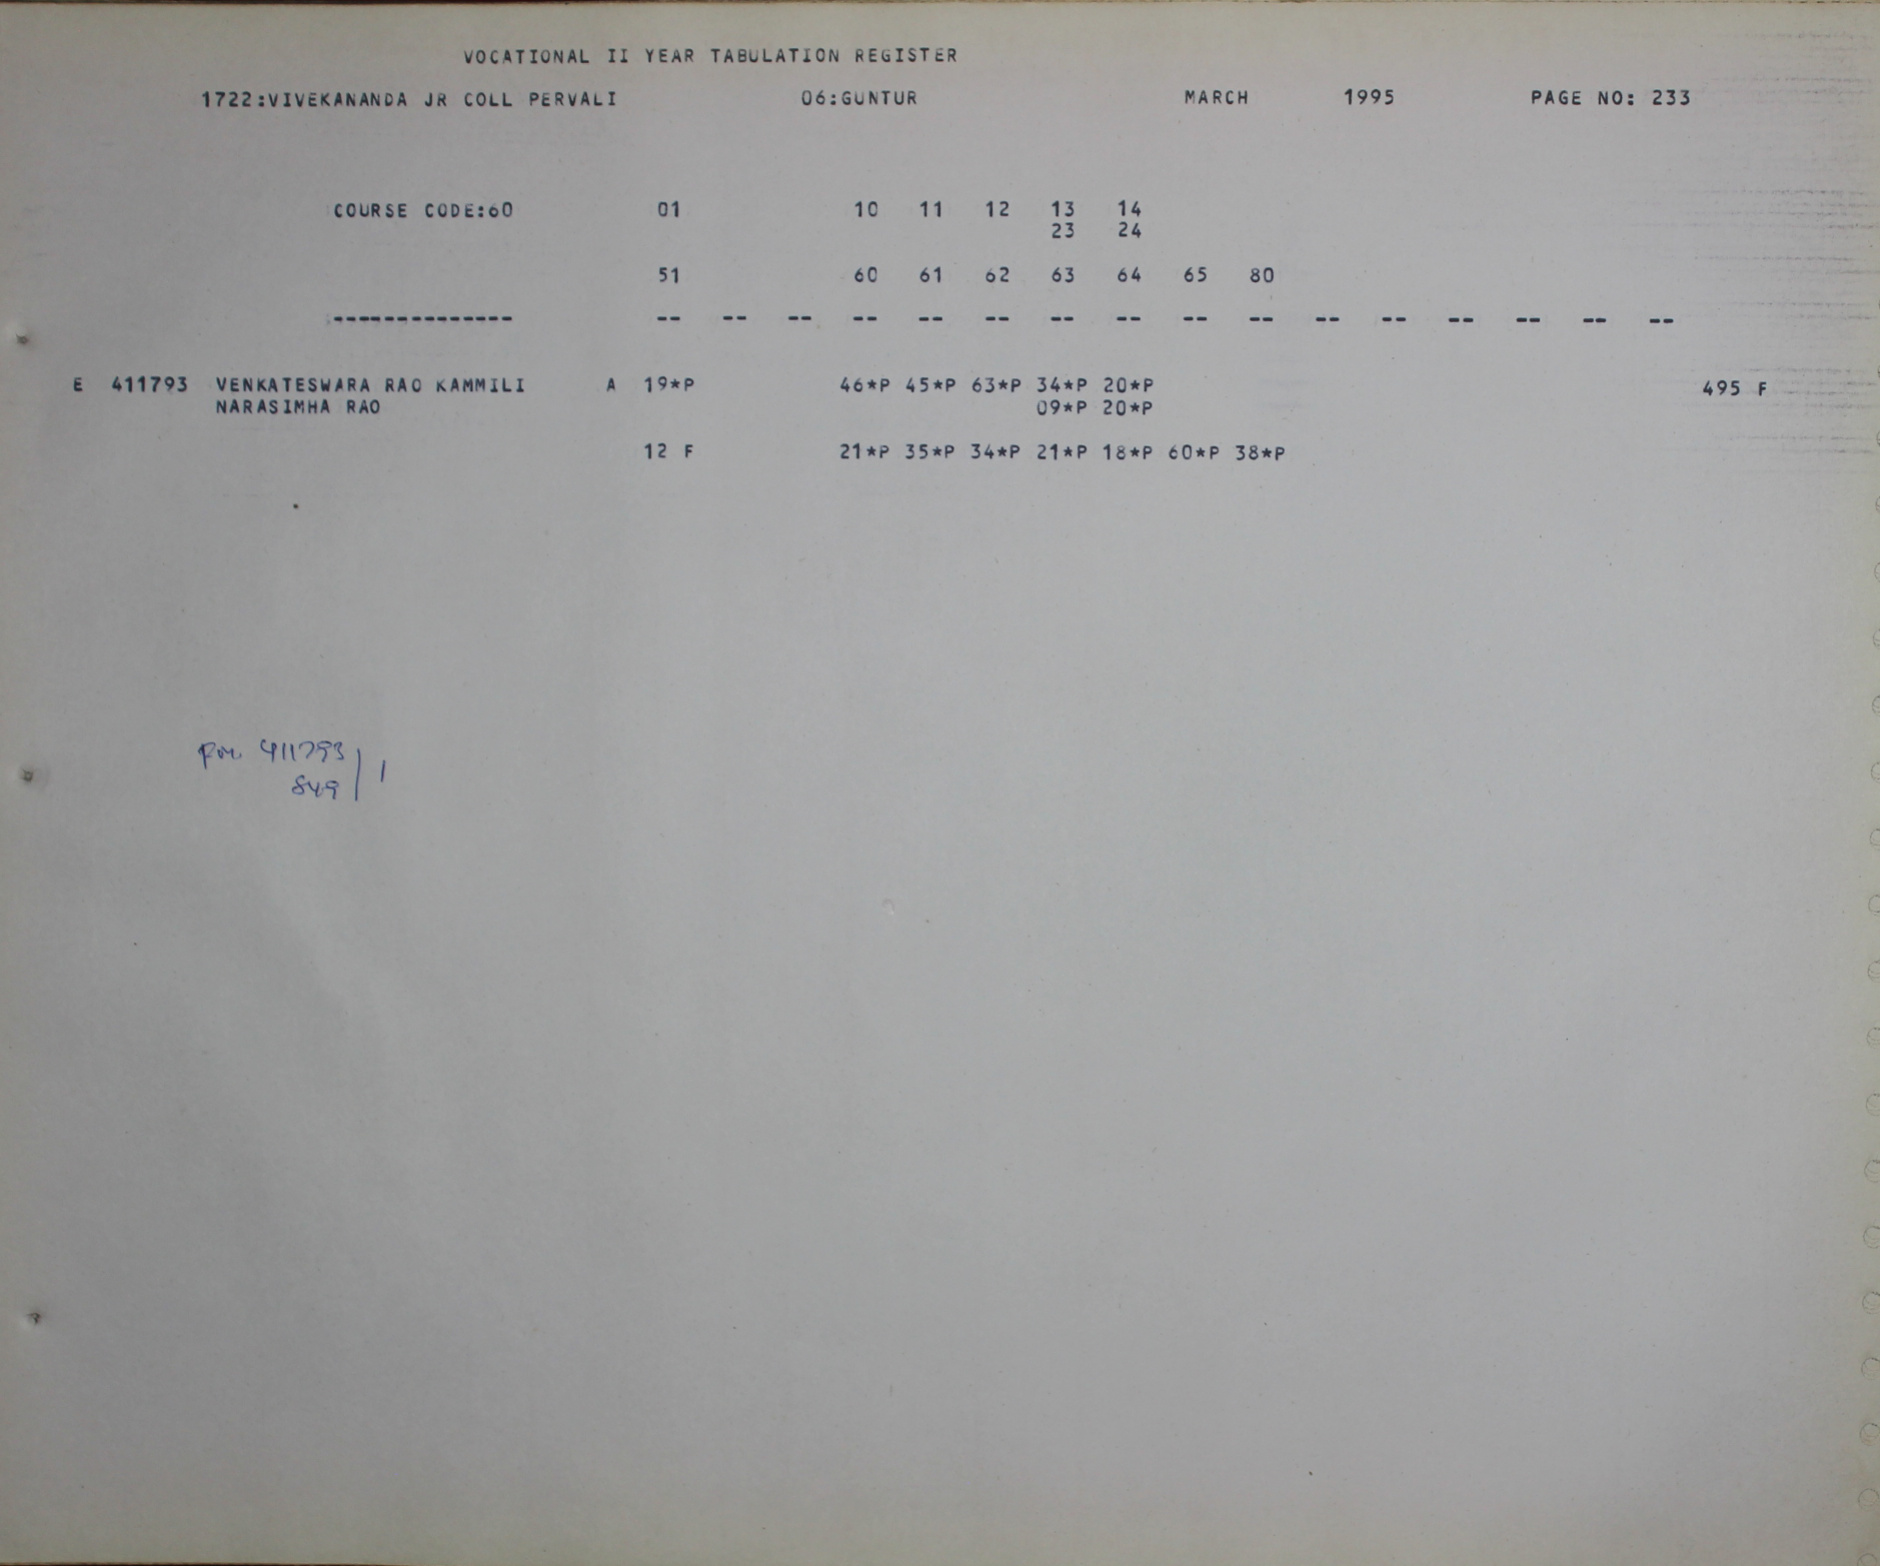 VOCATIONAL II YEAR TABULATION REGISTER
1722:VIVEKANANDA JR COLL PERVALI 06:GUNTUR MARCH 1995 PAGE NO: 233
COURSE CODE:60 01 10 11 12 13 14
23 24
51 60 61 62 63 64 65 80
-------------- -- -- -- -- -- -- -- -- -- -- -- -- -- -- -- --
E 411793 VENKATESWARA RAO KAMMILI A 19*P 46*P 45*P 63*P 34*P 20*P 495 F
NARASIMHA RAO 09*P 20*P
12 F 21*P 35*P 34*P 21*P 18*P 60*P 38*P
411793
849 / 1